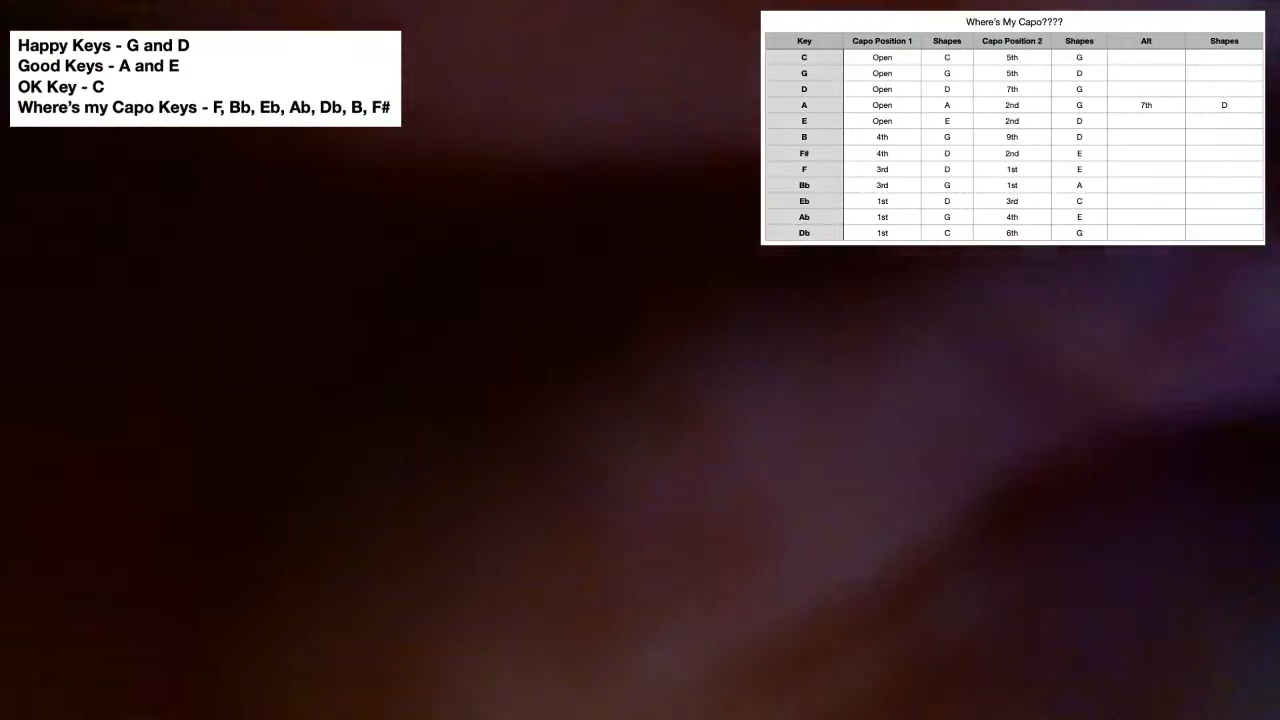 Happy Keys - G and D
Good Keys - A and E
OK Key - C
Where's my Capo Keys - F, Bb, Eb, Ab, Db, B, F#
Where's My Capo????
Key Capo Position 1 Shapes Capo Position 2 Shapes Alt Shapes
C Open C 5th G
G Open G 5th D
D Open D 7th G
A Open A 2nd G 7th D
E Open E 2nd D
B 4th G 9th D
F# 4th D 2nd E
F 3rd D 1st E
Bb 3rd G 1st A
Eb 1st D 3rd C
Ab 1st G 4th E
Db 1st C 6th G